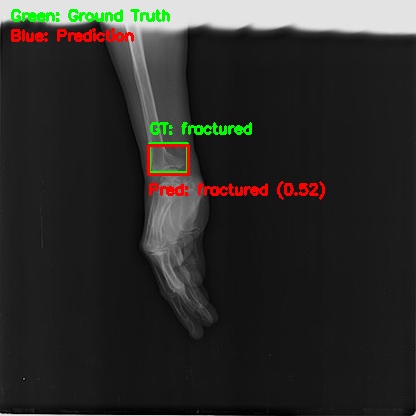 Green: Ground Truth
Blue: Prediction
GT: fractured
Pred: fractured (0.52)